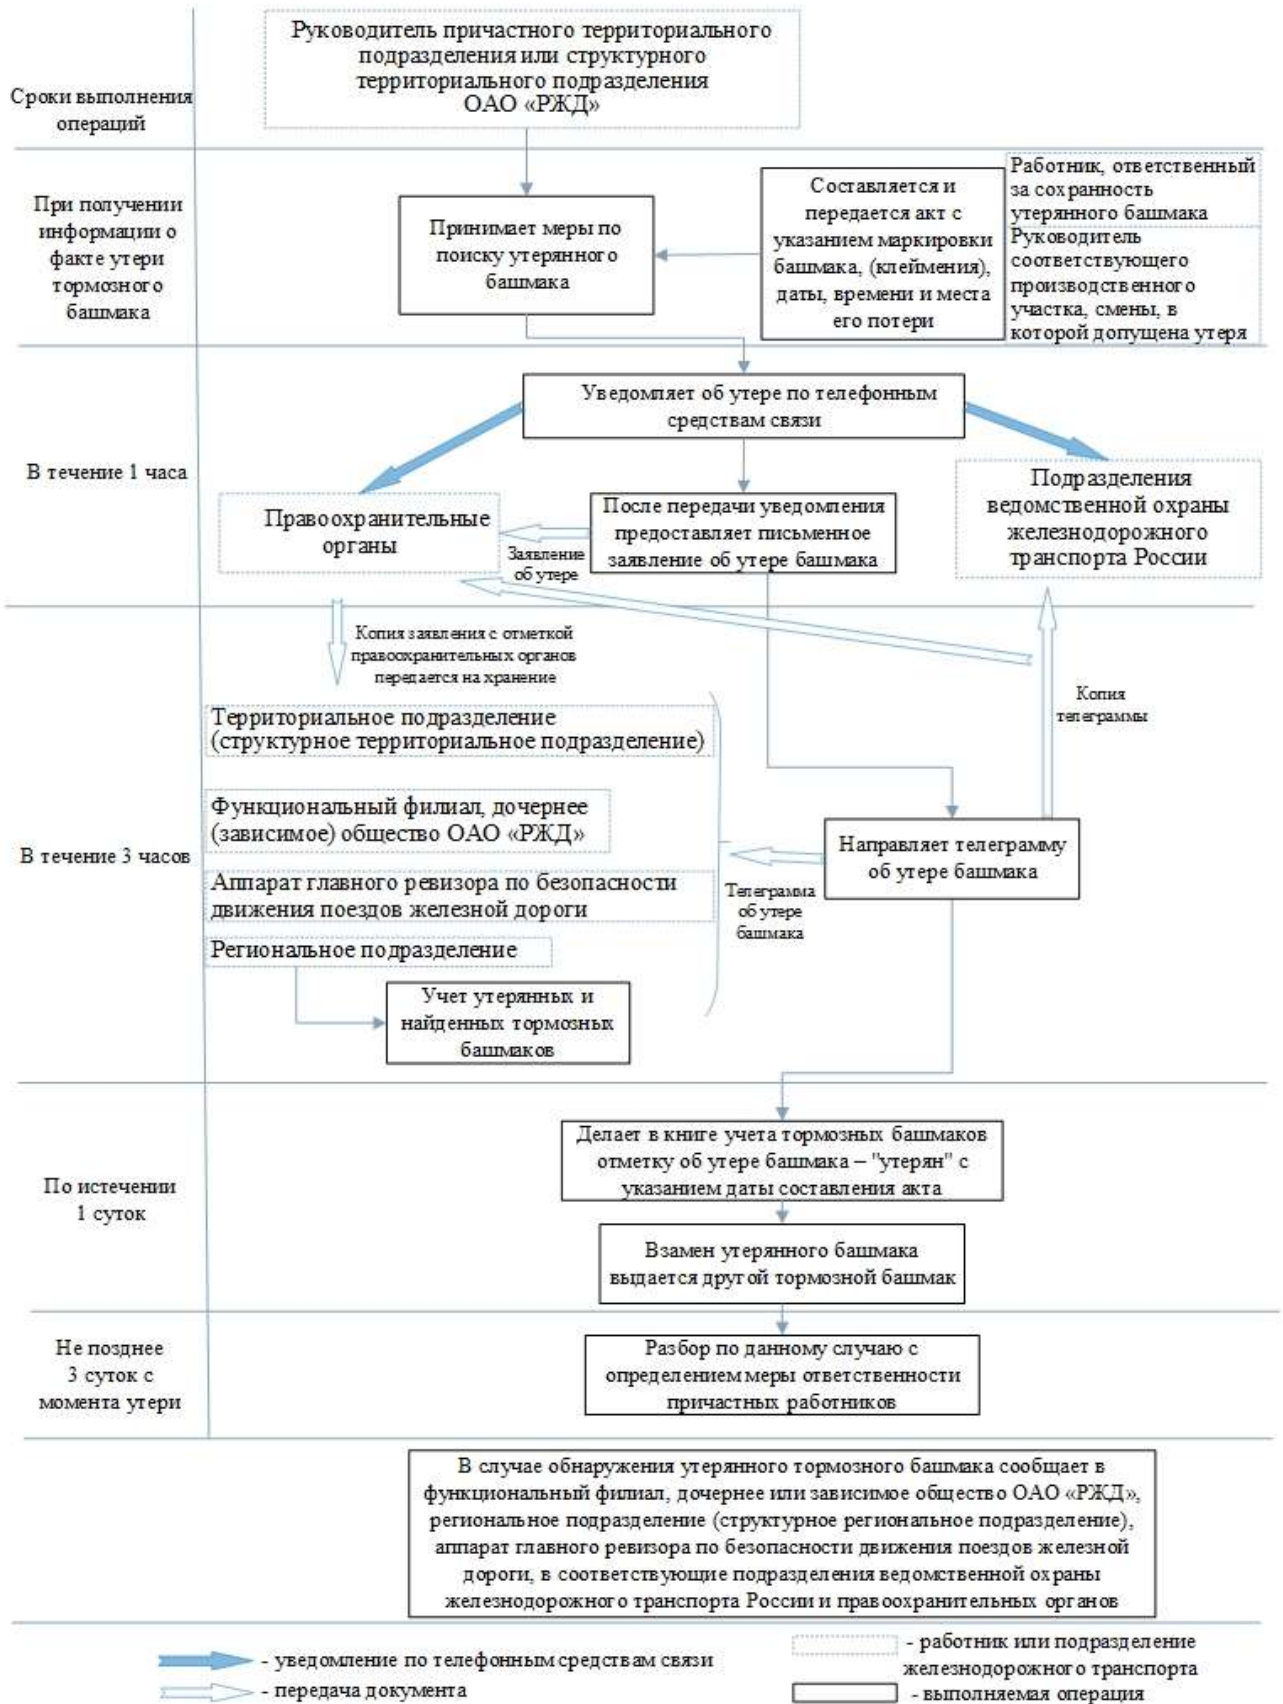 Руководитель причастного территориального
подразделения или структурного
территориального подразделения
ОАО «РЖД»
Сроки выполнения
операций
При получении
информации о
факте утери
тормозного
башмака
Принимает меры по
поиску утерянного
башмака
Составляется и
передается акт с
указанием маркировки
башмака, (клеймения),
даты, времени и места
его потери
Работник, ответственный
за сохранность
утерянного башмака
Руководитель
соответствующего
производственного
участка, смены, в
которой допущена утеря
В течение 1 часа
Уведомляет об утере по телефонным
средствам связи
Правоохранительные
органы
Заявление
об утере
После передачи уведомления
предоставляет письменное
заявление об утере башмака
Подразделения
ведомственной охраны
железнодорожного
транспорта России
В течение 3 часов
Копия заявления с отметкой
правоохранительных органов
передается на хранение
Территориальное подразделение
(структурное территориальное подразделение)
Функциональный филиал, дочернее
(зависимое) общество ОАО «РЖД»
Аппарат главного ревизора по безопасности
движения поездов железной дороги
Региональное подразделение
Учет утерянных и
найденных тормозных
башмаков
Телеграмма
об утере
башмака
Направляет телеграмму
об утере башмака
Копия
телеграммы
По истечении
1 суток
Делает в книге учета тормозных башмаков
отметку об утере башмака – "утерян" с
указанием даты составления акта
Взамен утерянного башмака
выдается другой тормозной башмак
Не позднее
3 суток с
момента утери
Разбор по данному случаю с
определением меры ответственности
причастных работников
В случае обнаружения утерянного тормозного башмака сообщает в
функциональный филиал, дочернее или зависимое общество ОАО «РЖД»,
региональное подразделение (структурное региональное подразделение),
аппарат главного ревизора по безопасности движения поездов железной
дороги, в соответствующие подразделения ведомственной охраны
железнодорожного транспорта России и правоохранительных органов
- уведомление по телефонным средствам связи
- передача документа
- работник или подразделение
железнодорожного транспорта
- выполняемая операция